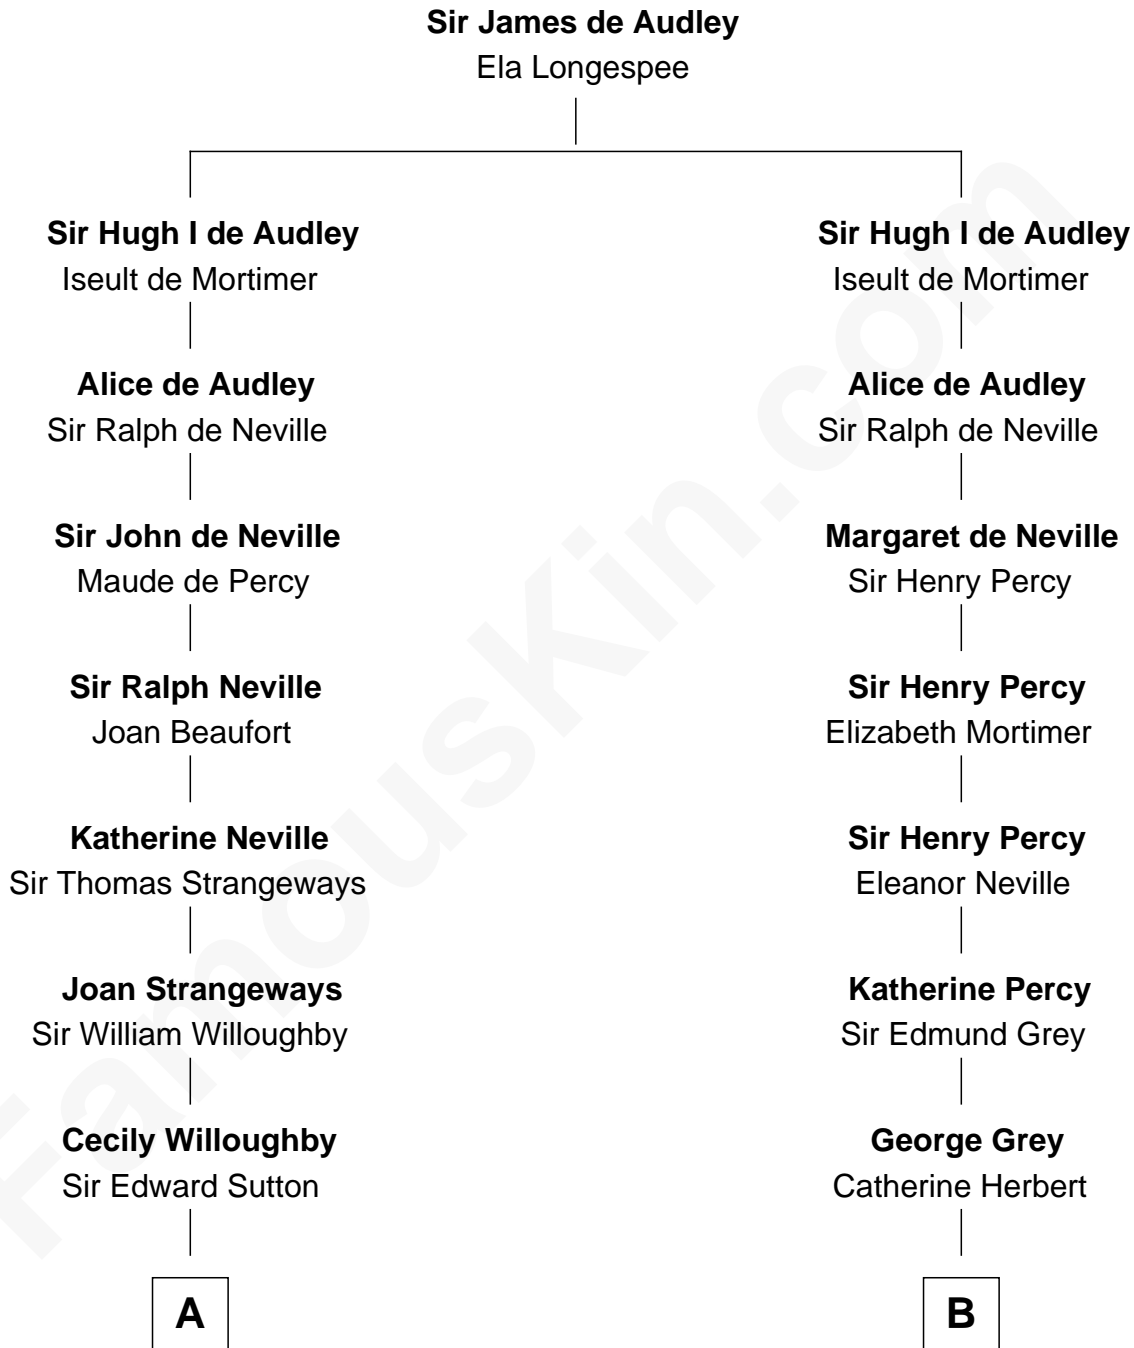 Sir James de Audley
Ela Longespee
Sir Hugh I de Audley
Iseult de Mortimer
Sir Hugh I de Audley
Iseult de Mortimer
Alice de Audley
Sir Ralph de Neville
Alice de Audley
Sir Ralph de Neville
Sir John de Neville
Maude de Percy
Margaret de Neville
Sir Henry Percy
Sir Ralph Neville
Joan Beaufort
Sir Henry Percy
Elizabeth Mortimer
Katherine Neville
Sir Thomas Strangeways
Sir Henry Percy
Eleanor Neville
Joan Strangeways
Sir William Willoughby
Katherine Percy
Sir Edmund Grey
Cecily Willoughby
Sir Edward Sutton
George Grey
Catherine Herbert
A
B
FamousKin.com